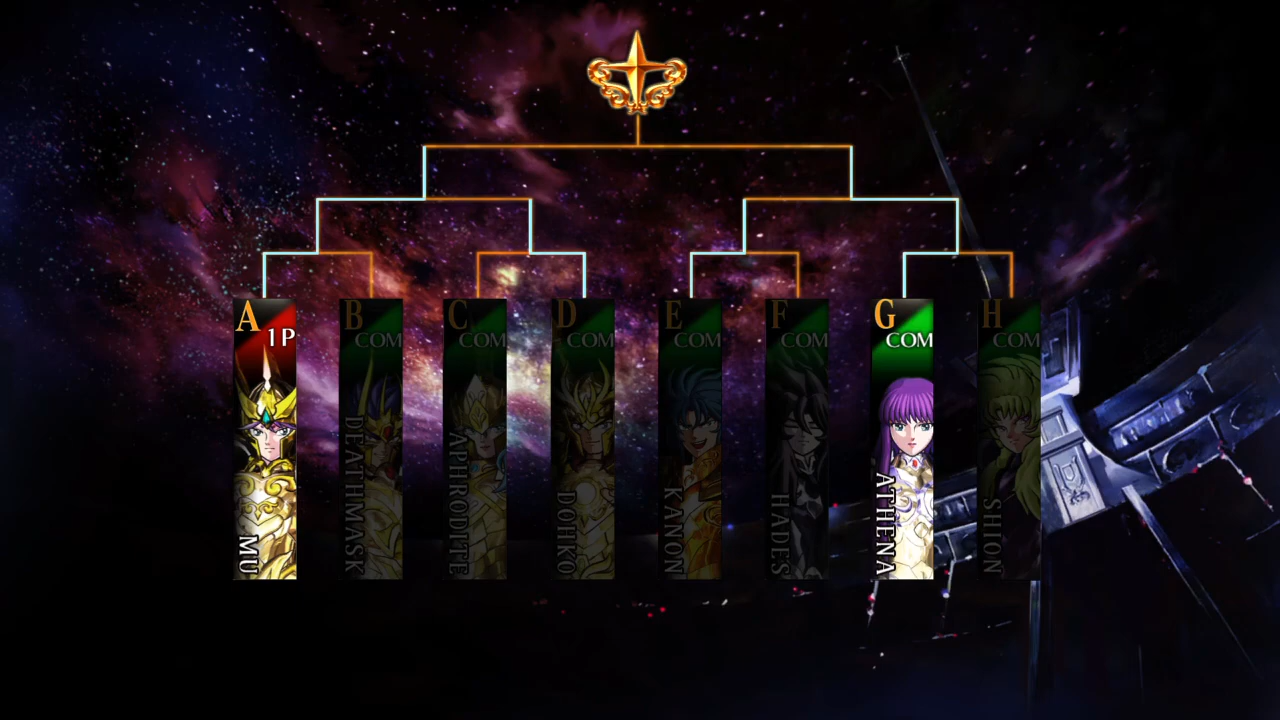 A
1P
MU
B
COM
DEATHMASK
C
COM
APHRODITE
D
COM
DOHKO
E
COM
KANON
F
COM
HADES
G
COM
ATHENA
H
COM
SHION